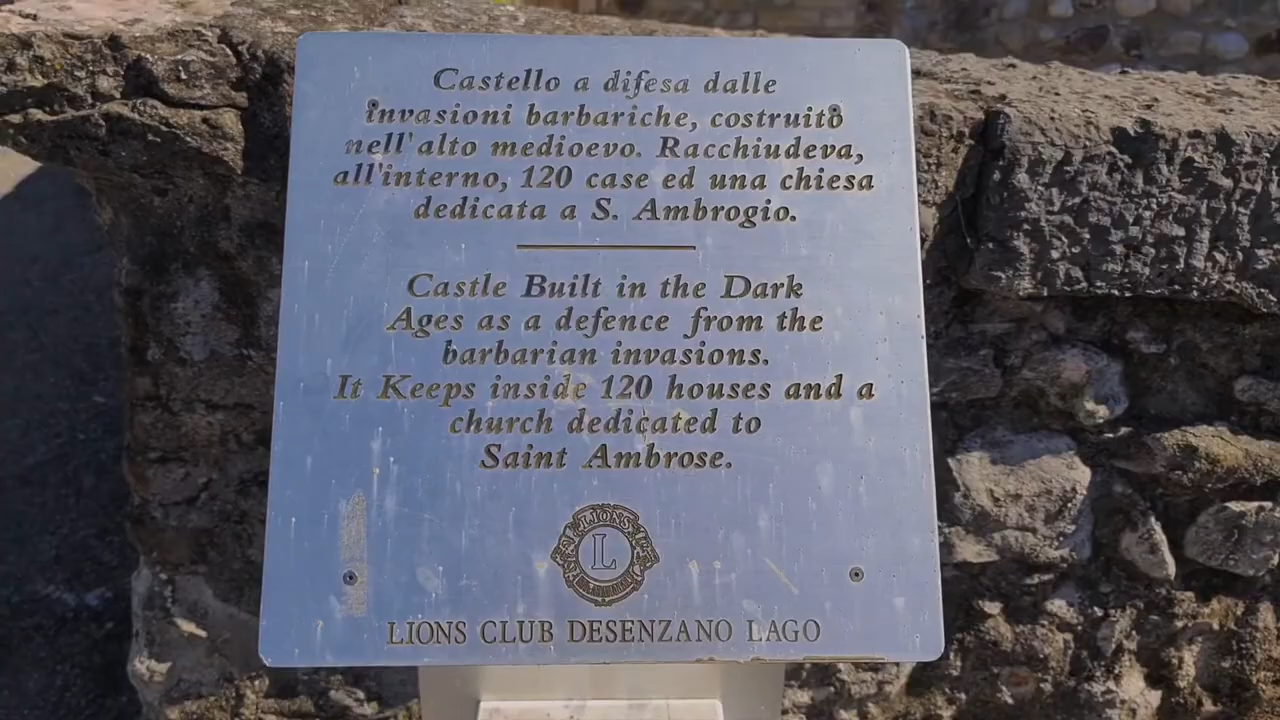 Castello a difesa dalle
invasioni barbariche, costruito
nell'alto medioevo. Racchiudeva,
all'interno, 120 case ed una chiesa
dedicata a S. Ambrogio.
Castle Built in the Dark
Ages as a defence from the
barbarian invasions.
It Keeps inside 120 houses and a
church dedicated to
Saint Ambrose.
LIONS
L
INTERNATIONAL
LIONS CLUB DESENZANO LAGO